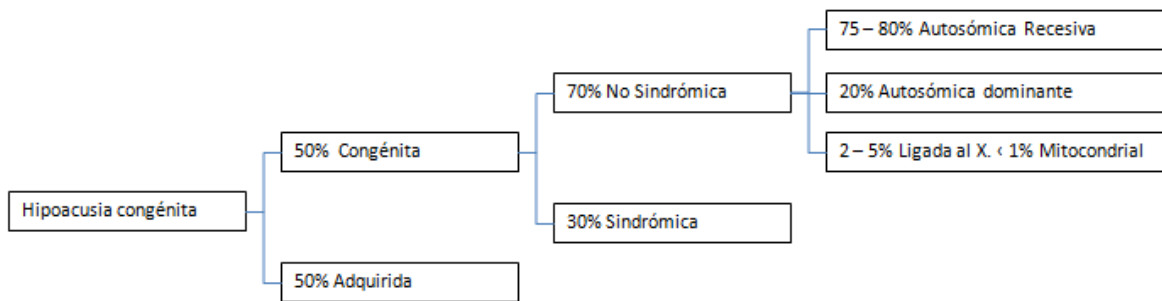 Hipoacusia congénita
50% Congénita
50% Adquirida
70% No Sindrómica
30% Sindrómica
75 – 80% Autosómica Recesiva
20% Autosómica dominante
2 – 5% Ligada al X. < 1% Mitocondrial